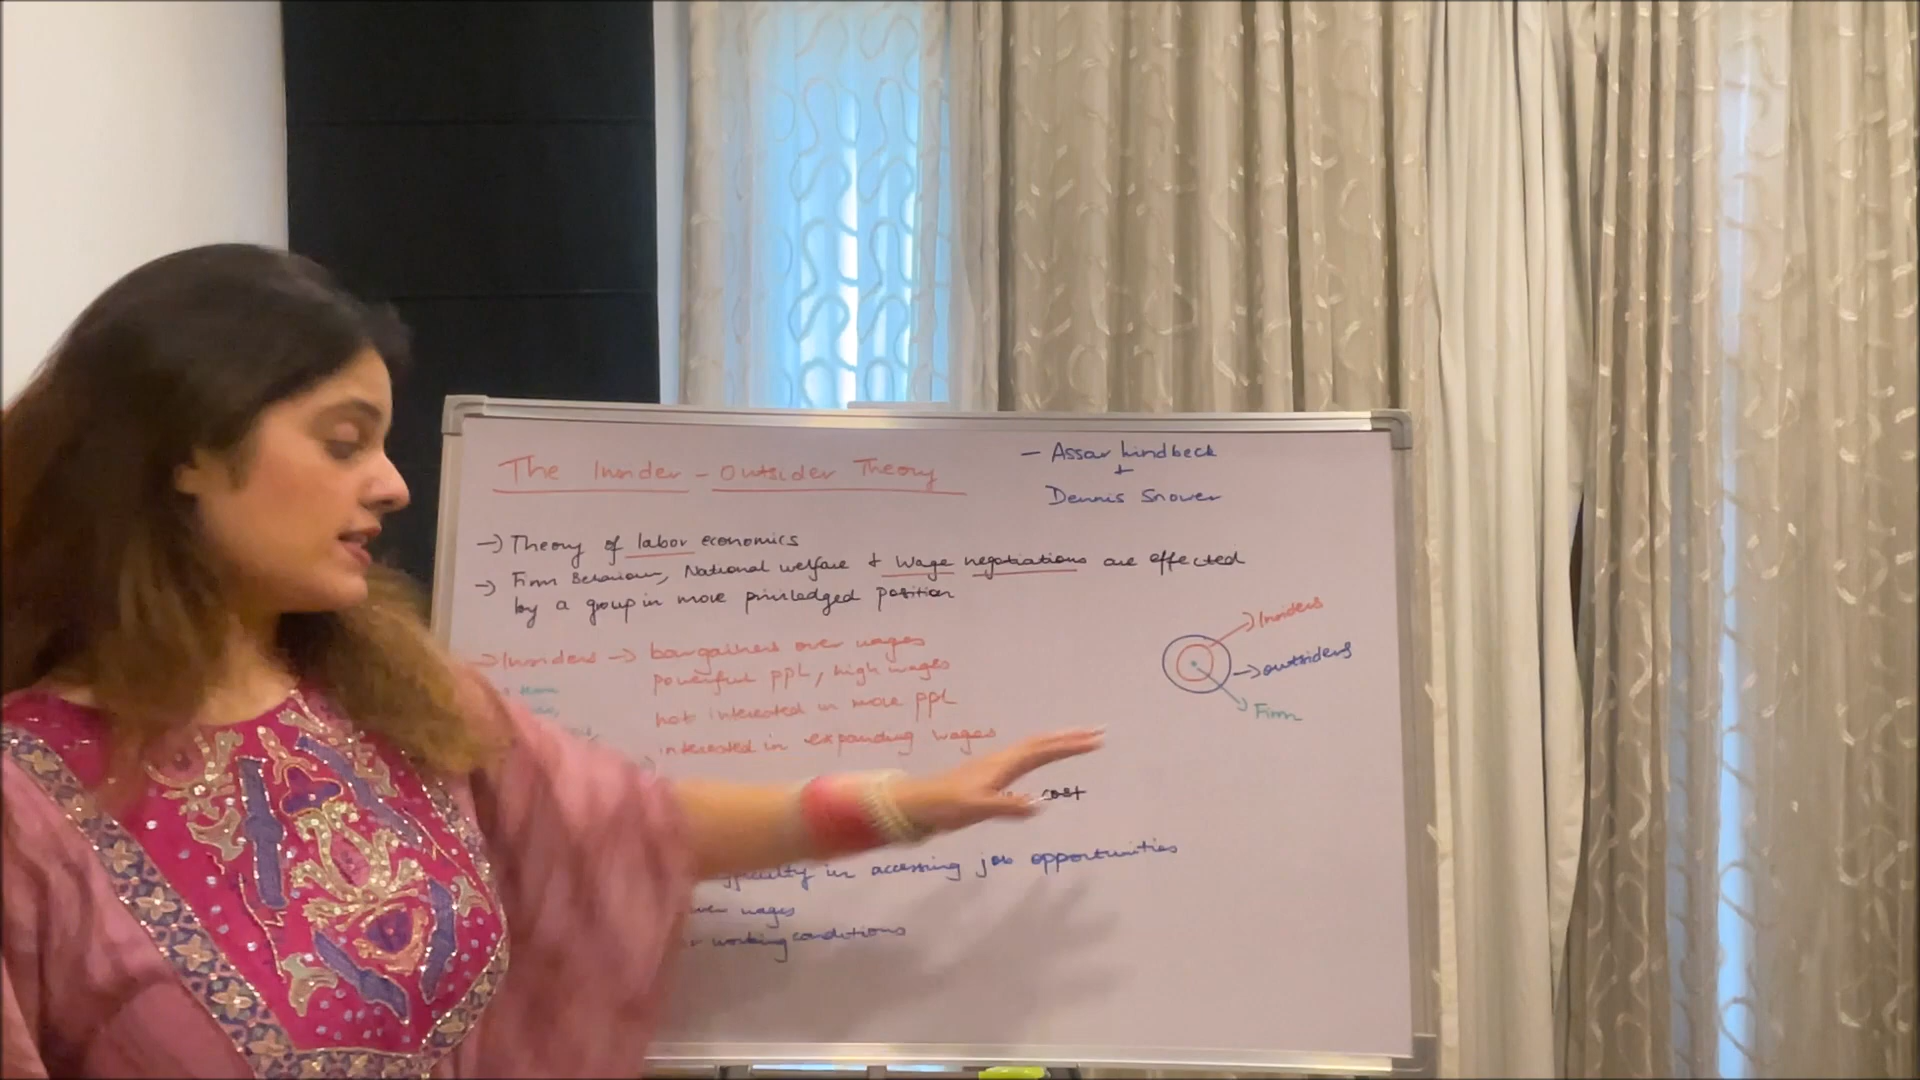 The Insider - Outsider Theory
- Assar Lindbeck
+
Dennis Snower
→ Theory of labor economics
→ Firm Behaviour, National welfare + Wage negotiations are effected
by a group in more priviledged position
→ Insiders → bargainers over wages
powerful ppl, high wages
not interested in more ppl
interested in expanding wages
→ Insiders
→ outsiders
Firm
cost
in accessing job opportunities
wages
working conditions